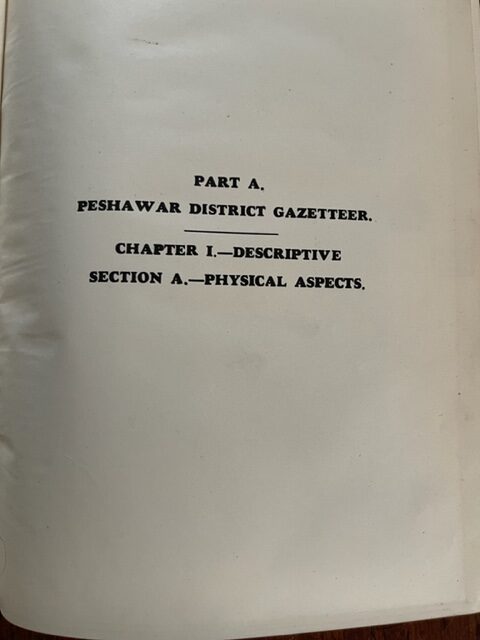 PART A.
PESHAWAR DISTRICT GAZETTEER.
CHAPTER I.—DESCRIPTIVE
SECTION A.—PHYSICAL ASPECTS.